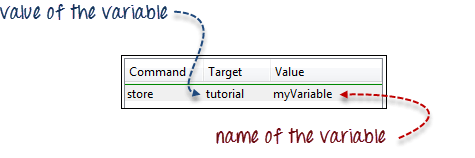 value of the variable
Command Target Value
store tutorial myVariable
name of the variable